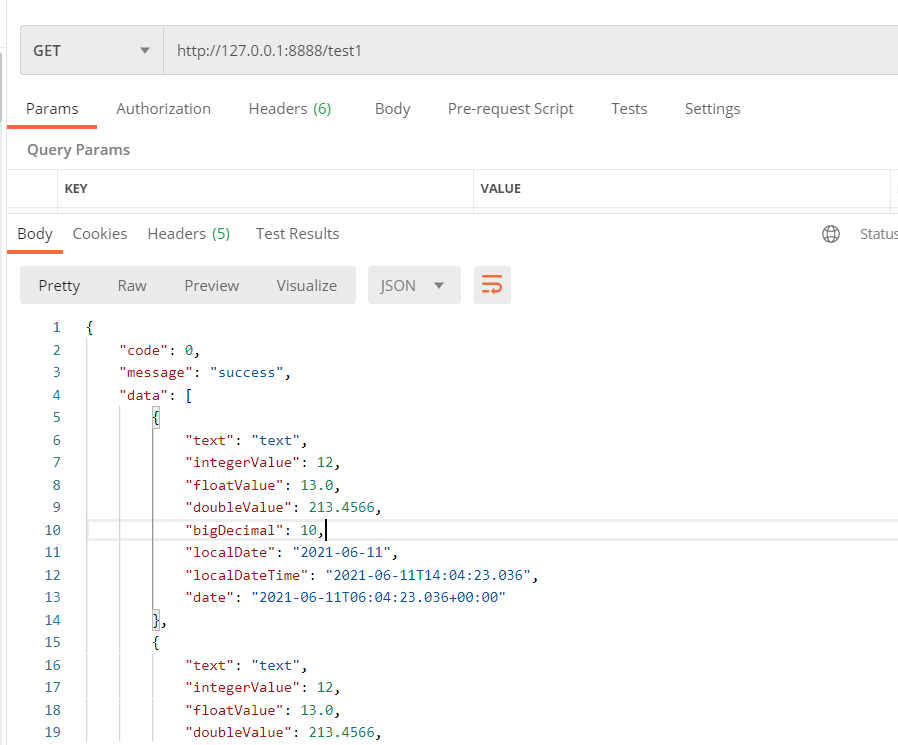 GET http://127.0.0.1:8888/test1
Params Authorization Headers (6) Body Pre-request Script Tests Settings
Query Params
KEY VALUE
Body Cookies Headers (5) Test Results Status
Pretty Raw Preview Visualize JSON
1 {
2 "code": 0,
3 "message": "success",
4 "data": [
5 {
6 "text": "text",
7 "integerValue": 12,
8 "floatValue": 13.0,
9 "doubleValue": 213.4566,
10 "bigDecimal": 10,
11 "localDate": "2021-06-11",
12 "localDateTime": "2021-06-11T14:04:23.036",
13 "date": "2021-06-11T06:04:23.036+00:00"
14 },
15 {
16 "text": "text",
17 "integerValue": 12,
18 "floatValue": 13.0,
19 "doubleValue": 213.4566,